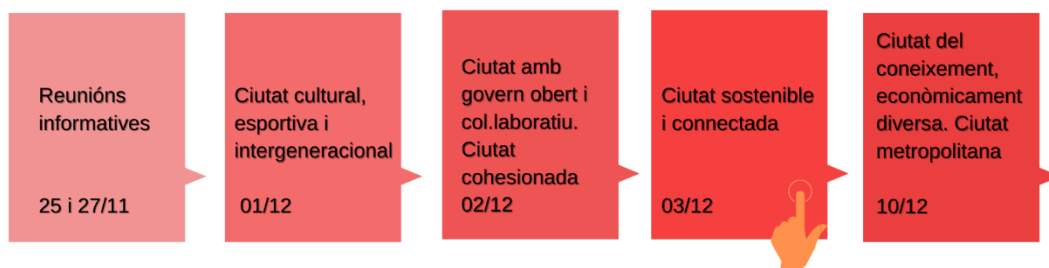 Reunións
informatives
25 i 27/11
Ciutat cultural,
esportiva i
intergeneracional
01/12
Ciutat amb
govern obert i
col.laboratiu.
Ciutat
cohesionada
02/12
Ciutat sostenible
i connectada
03/12
Ciutat del
coneixement,
econòmicament
diversa. Ciutat
metropolitana
10/12